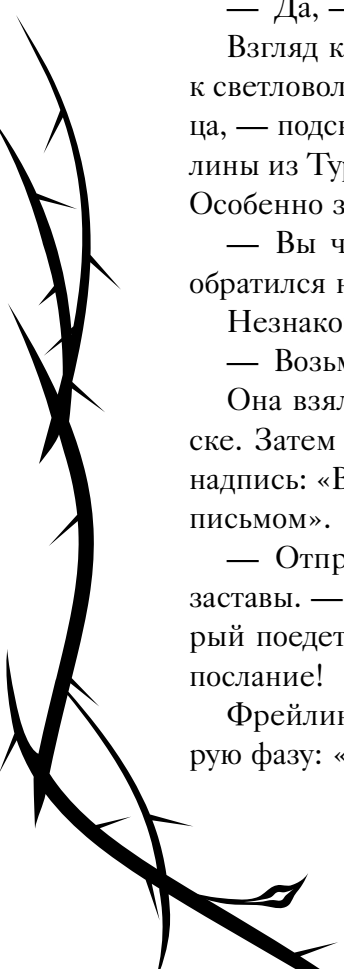 — Да, —
Взгляд к
к светловол
ца, — подск
лины из Ту
Особенно з
— Вы ч
обратился н
Незнако
— Возьм
Она взял
ске. Затем
надпись: «В
письмом».
— Отпр
заставы. —
рый поедет
послание!
Фрейлин
рую фазу: «